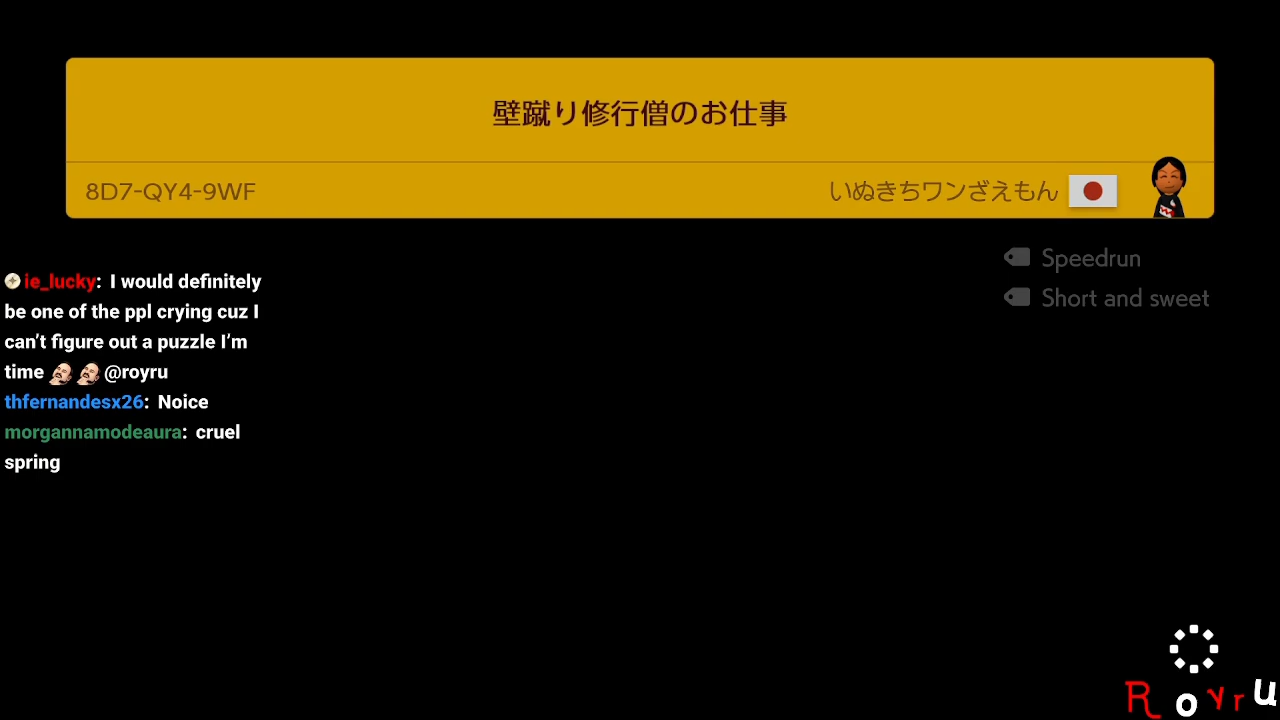 壁蹴り修行僧のお仕事
8D7-QY4-9WF
いぬきちワンざえもん
Speedrun
Short and sweet
ie_lucky: I would definitely
be one of the ppl crying cuz I
can't figure out a puzzle I'm
time @royru
thfernandesx26: Noice
morgannamodeaura: cruel
spring
Royru